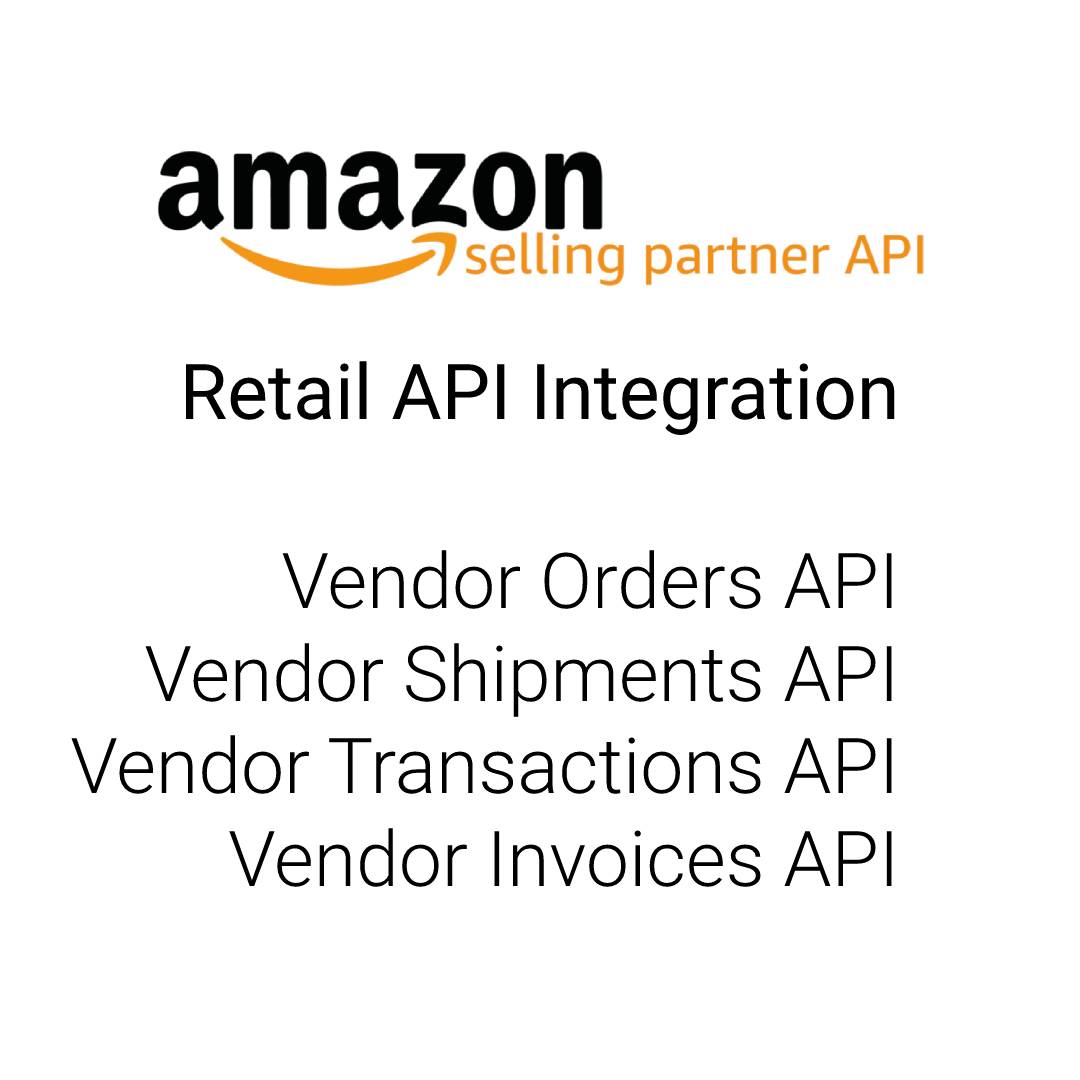 amazon
selling partner API
Retail API Integration
Vendor Orders API
Vendor Shipments API
Vendor Transactions API
Vendor Invoices API